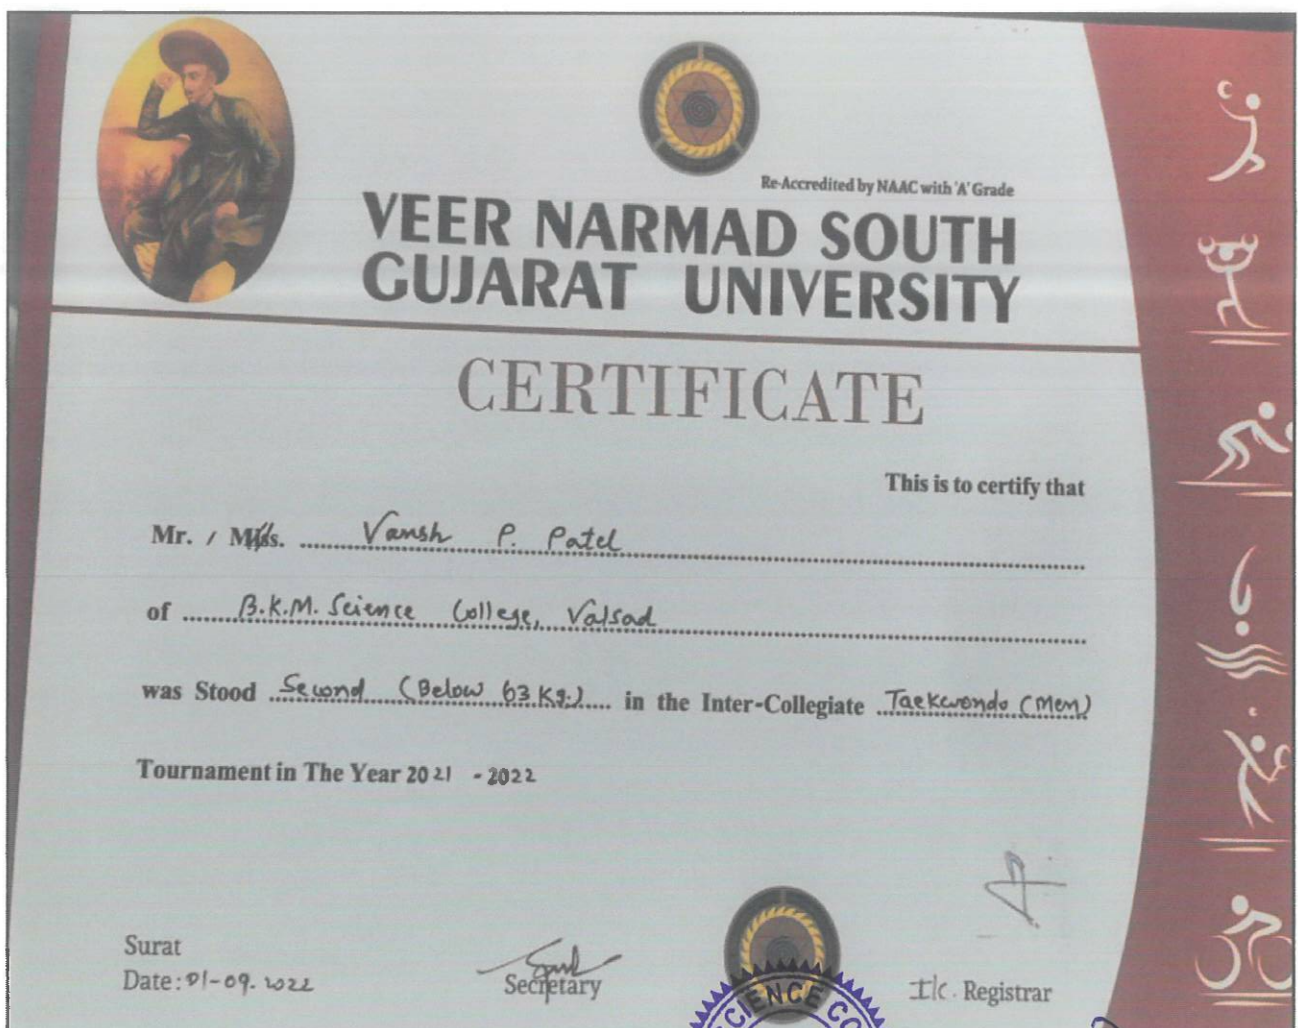 Re-Accredited by NAAC with 'A' Grade
VEER NARMAD SOUTH
GUJARAT UNIVERSITY
CERTIFICATE
This is to certify that
Mr. / Miss. Vansh P. Patel
of B.K.M. Science College, Valsad
was Stood Second (Below 63 Kg.) in the Inter-Collegiate Taekwondo (Men)
Tournament in The Year 2021 - 2022
Surat
Date: 01-09-2022
Secretary
I/c. Registrar
SCIENCE CO